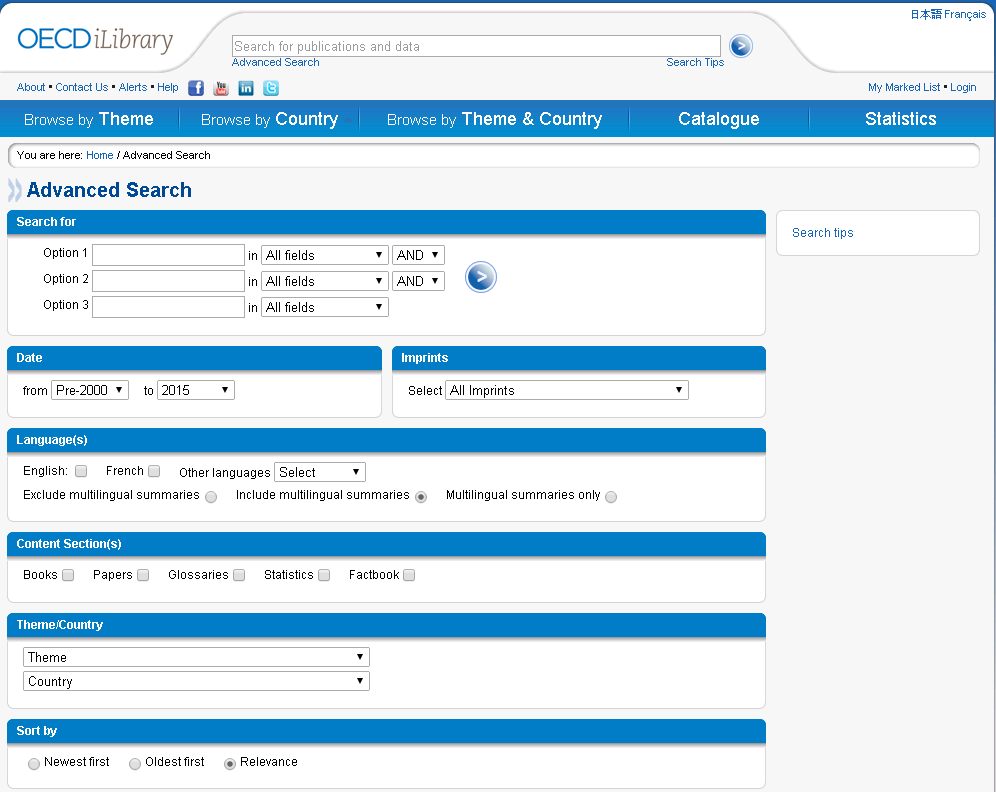 日本語 Français
OECD iLibrary
Search for publications and data
Advanced Search Search Tips
About • Contact Us • Alerts • Help
You Tube in t
My Marked List • Login
Browse by Theme Browse by Country Browse by Theme & Country Catalogue Statistics
You are here: Home / Advanced Search
Advanced Search
Search for
Option 1 in All fields AND
Option 2 in All fields AND
Option 3 in All fields
Search tips
Date
from Pre-2000 to 2015
Imprints
Select All Imprints
Language(s)
English: French Other languages Select
Exclude multilingual summaries Include multilingual summaries Multilingual summaries only
Content Section(s)
Books Papers Glossaries Statistics Factbook
Theme/Country
Theme
Country
Sort by
Newest first Oldest first Relevance